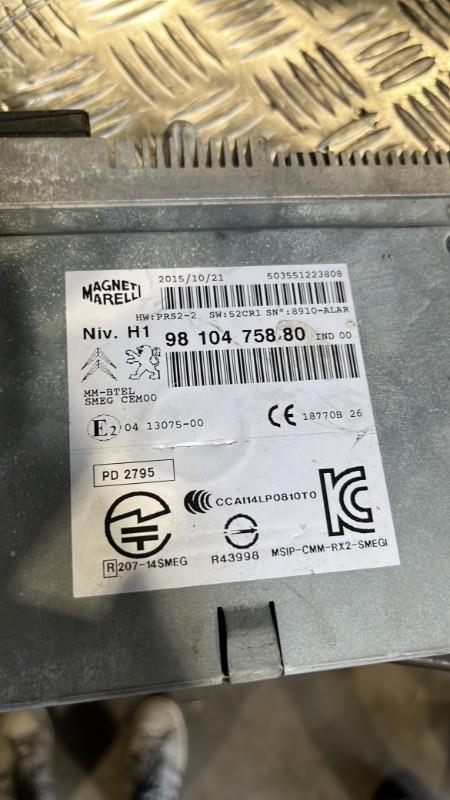 MAGNETI MARELLI
2015/10/21 503551223808
HW:PRS2-2 SW:52CR1 SN°:8910-ALAR
Niv. H1 98 104 758 80 IND 00
MM-BTEL
SMEG CEM00
E2 04 13075-00 CE 18770B 26
PD 2795
CCAI14LP0810T0
R 207-14SMEG R43998 MSIP-CMM-RX2-SMEGI